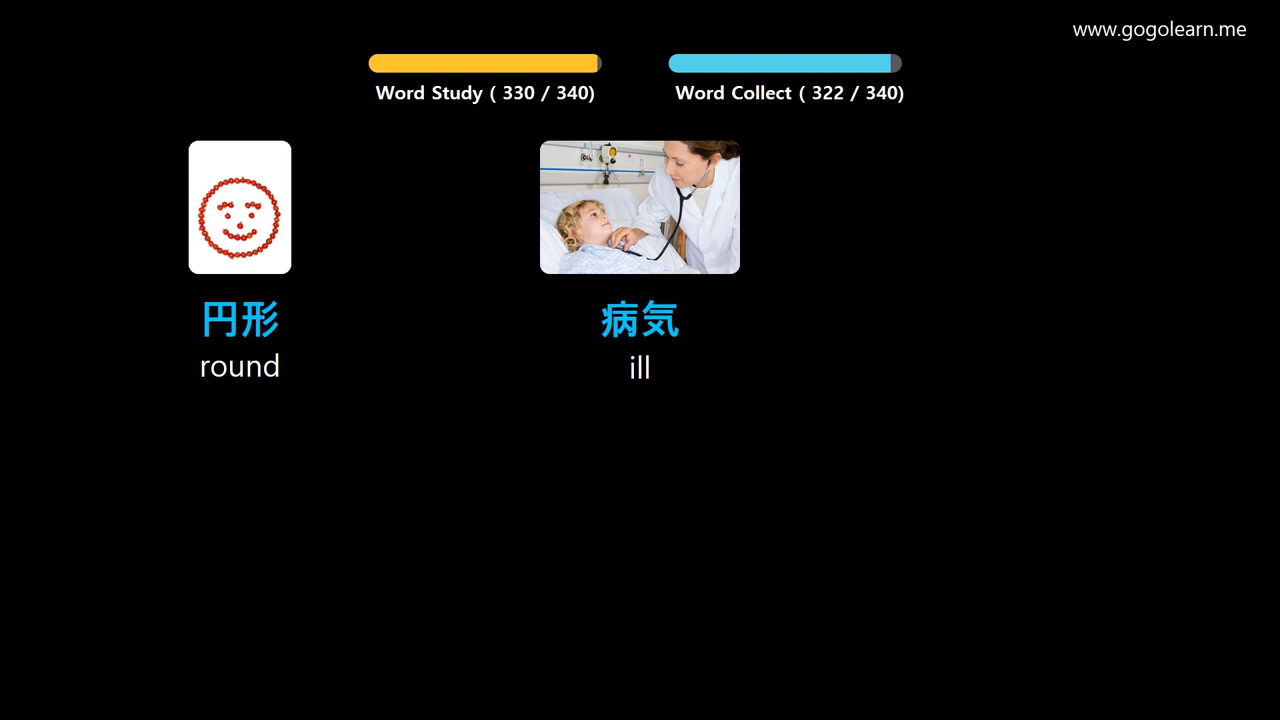 www.gogolearn.me
Word Study ( 330 / 340)
Word Collect ( 322 / 340)
円形
round
病気
ill